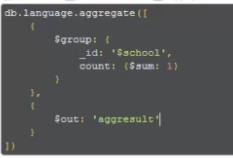 db.language.aggregate([
{
$group: {
_id: '$school',
count: {$sum: 1}
}
},
{
$out: 'aggresult'
}
])